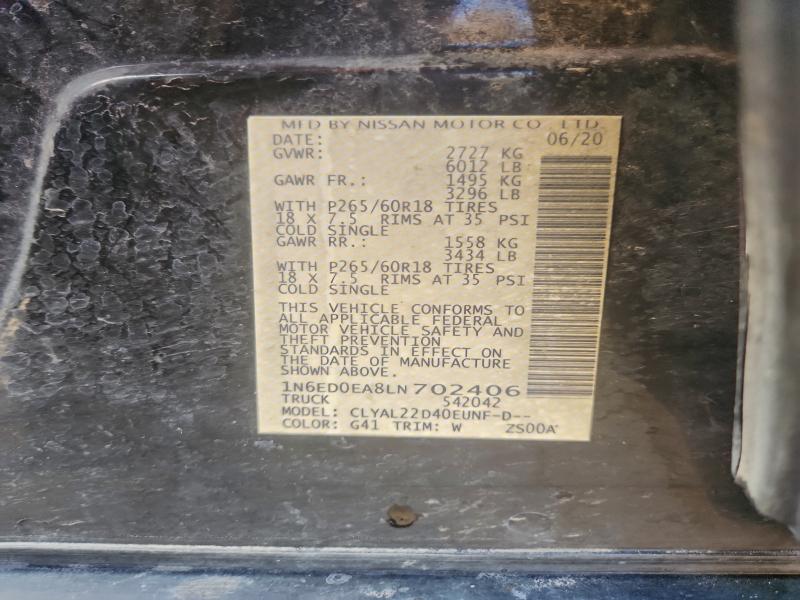 MFD BY NISSAN MOTOR CO., LTD.
DATE: 06/20
GVWR: 2727 KG
6012 LB
GAWR FR.: 1495 KG
3296 LB
WITH P265/60R18 TIRES
18 X 7.5 RIMS AT 35 PSI
COLD SINGLE
GAWR RR.: 1558 KG
3434 LB
WITH P265/60R18 TIRES
18 X 7.5 RIMS AT 35 PSI
COLD SINGLE
THIS VEHICLE CONFORMS TO
ALL APPLICABLE FEDERAL
MOTOR VEHICLE SAFETY AND
THEFT PREVENTION
STANDARDS IN EFFECT ON
THE DATE OF MANUFACTURE
SHOWN ABOVE.
1N6ED0EA8LN702406
TRUCK 542042
MODEL: CLYAL22D40EUNF-D--
COLOR: G41 TRIM: W ZS00A